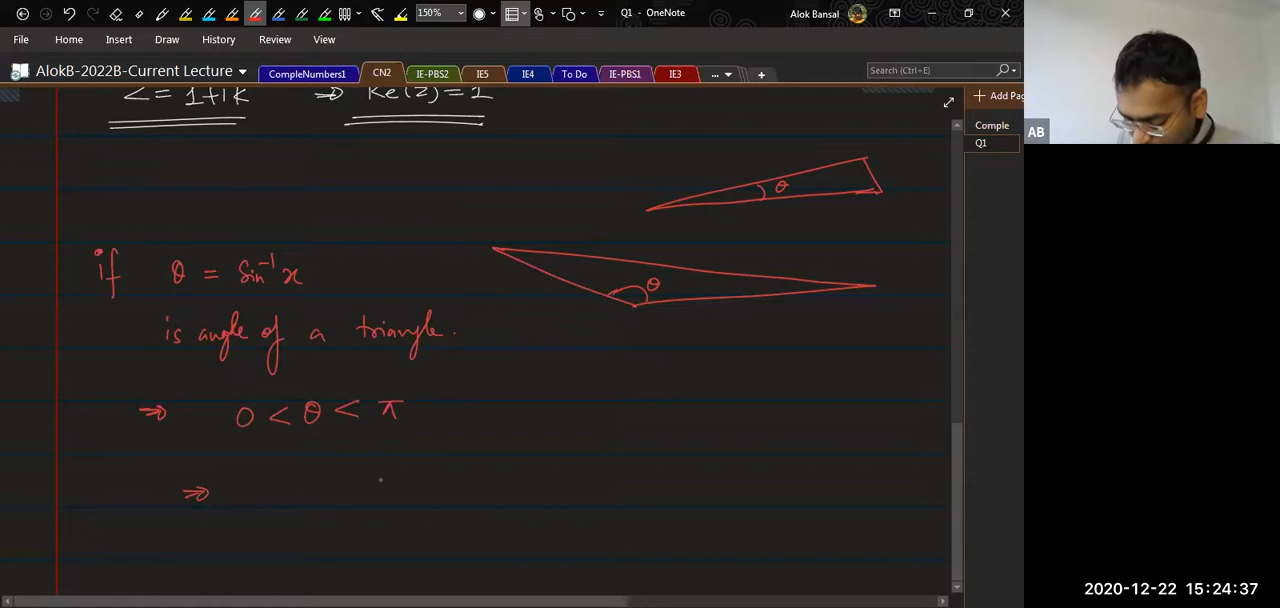 150%
Q1 - OneNote
Alok Bansal
File Home Insert Draw History Review View
AlokB-2022B-Current Lecture
CompleNumbers1 CN2 IE-PBS2 IE5 IE4 To Do IE-PBS1 IE3 ...
Search (Ctrl+E)
Add Pag
Comple
Q1
AB
z = 1+ik ⇒ Re(z) = 1
θ
if θ = sin⁻¹x
θ
is angle of a triangle.
⇒ 0 < θ < π
⇒
2020-12-22 15:24:37